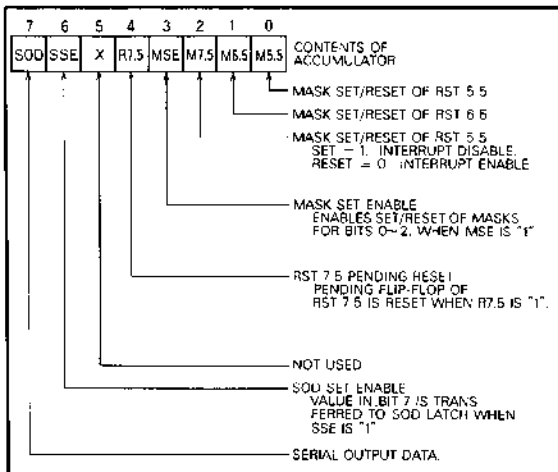 7 6 5 4 3 2 1 0
SOD SSE X R7.5 MSE M7.5 M6.5 M5.5
CONTENTS OF
ACCUMULATOR
MASK SET/RESET OF RST 5.5
MASK SET/RESET OF RST 6.6
MASK SET/RESET OF RST 5.5
SET = 1. INTERRUPT DISABLE.
RESET = 0 INTERRUPT ENABLE
MASK SET ENABLE
ENABLES SET/RESET OF MASKS
FOR BITS 0~2, WHEN MSE IS "1"
RST 7.5 PENDING RESET
PENDING FLIP-FLOP OF
RST 7.5 IS RESET WHEN R7.5 IS "1".
NOT USED
SOD SET ENABLE
VALUE IN BIT 7 IS TRANS
FERRED TO SOD LATCH WHEN
SSE IS "1"
SERIAL OUTPUT DATA.